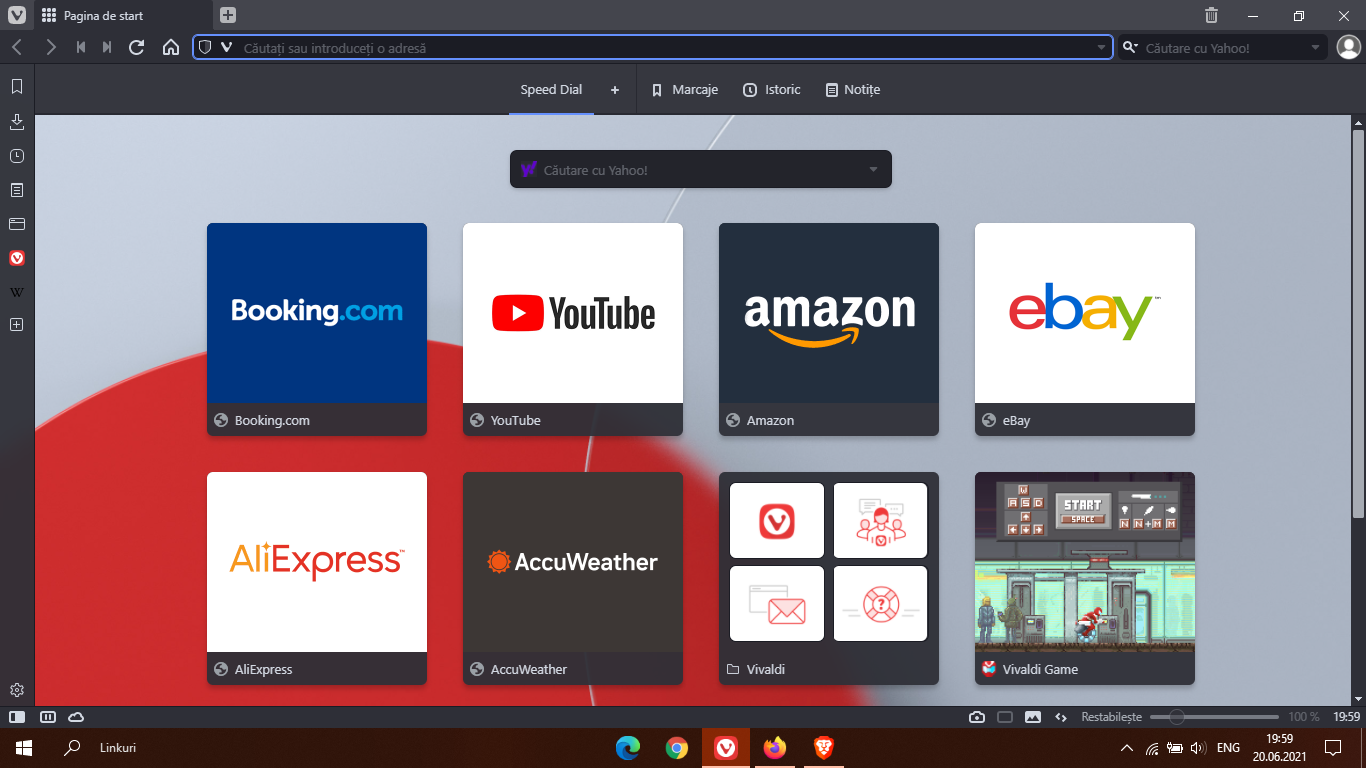 Pagina de start
Căutați sau introduceți o adresă
Căutare cu Yahoo!
Speed Dial
Marcaje
Istoric
Notițe
Căutare cu Yahoo!
Booking.com
YouTube
amazon
ebay
Booking.com
YouTube
Amazon
eBay
AliExpress
AccuWeather
W
A S D
START
SPACE
N N + M M
AliExpress
AccuWeather
Vivaldi
Vivaldi Game
Restabilește
100 %
19:59
Linkuri
ENG
19:59
20.06.2021